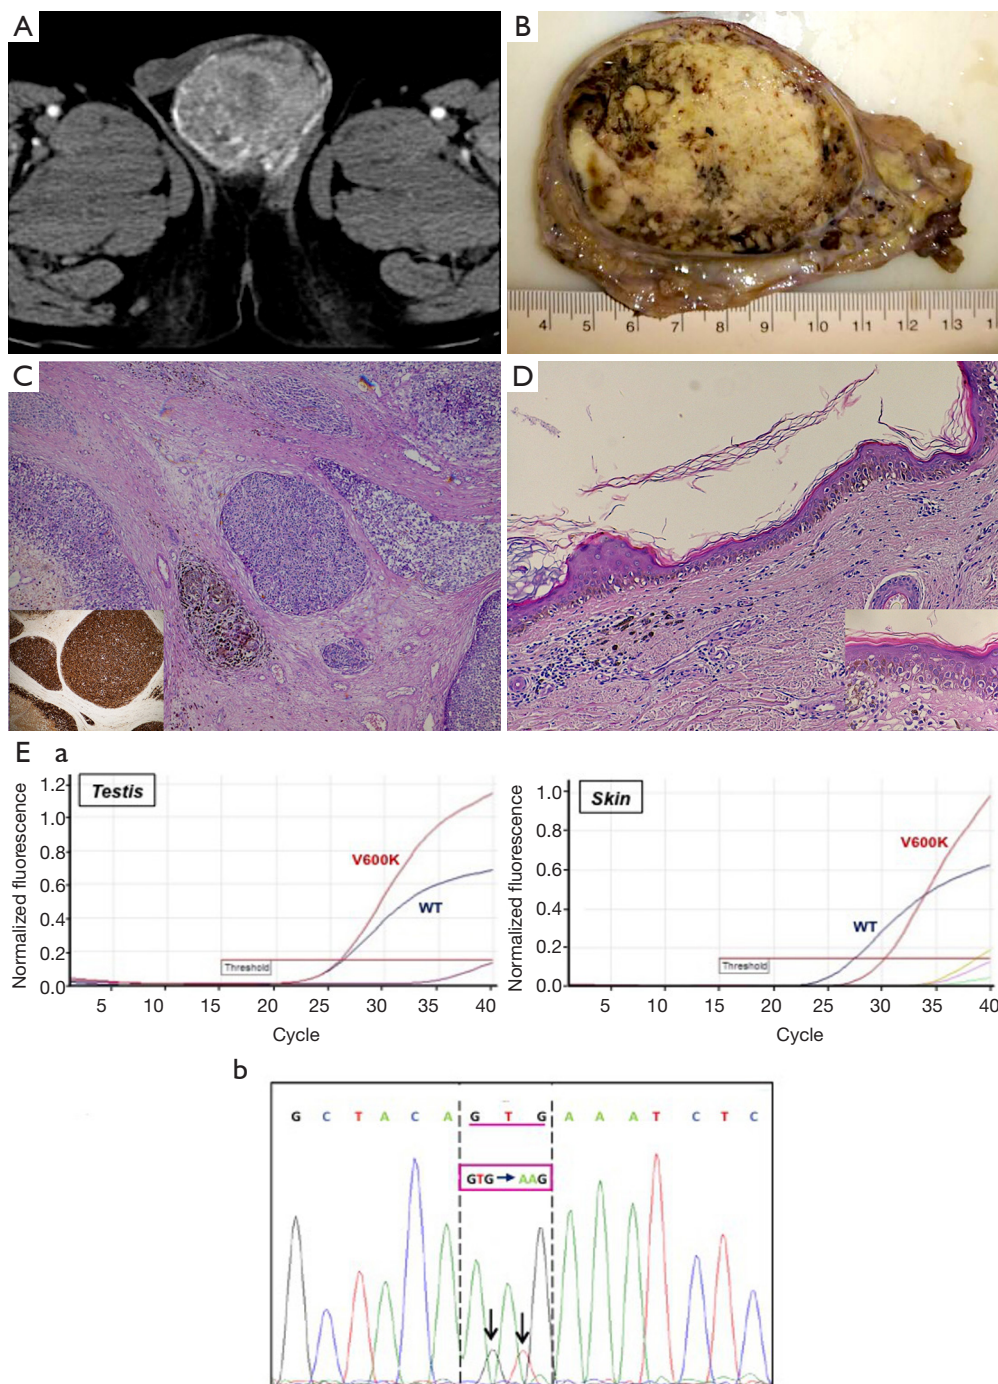 A
B
4 5 6 7 8 9 10 11 12 13 1
C
D
E a
Testis
Normalized fluorescence
1.2
1.0
0.8
0.6
0.4
0.2
0.0
V600K
WT
Threshold
5 10 15 20 25 30 35 40
Cycle
Skin
Normalized fluorescence
1.0
0.8
0.6
0.4
0.2
0.0
V600K
WT
Threshold
5 10 15 20 25 30 35 40
Cycle
b
G C T A C A G T G A A A T C T C
GTG→AAG